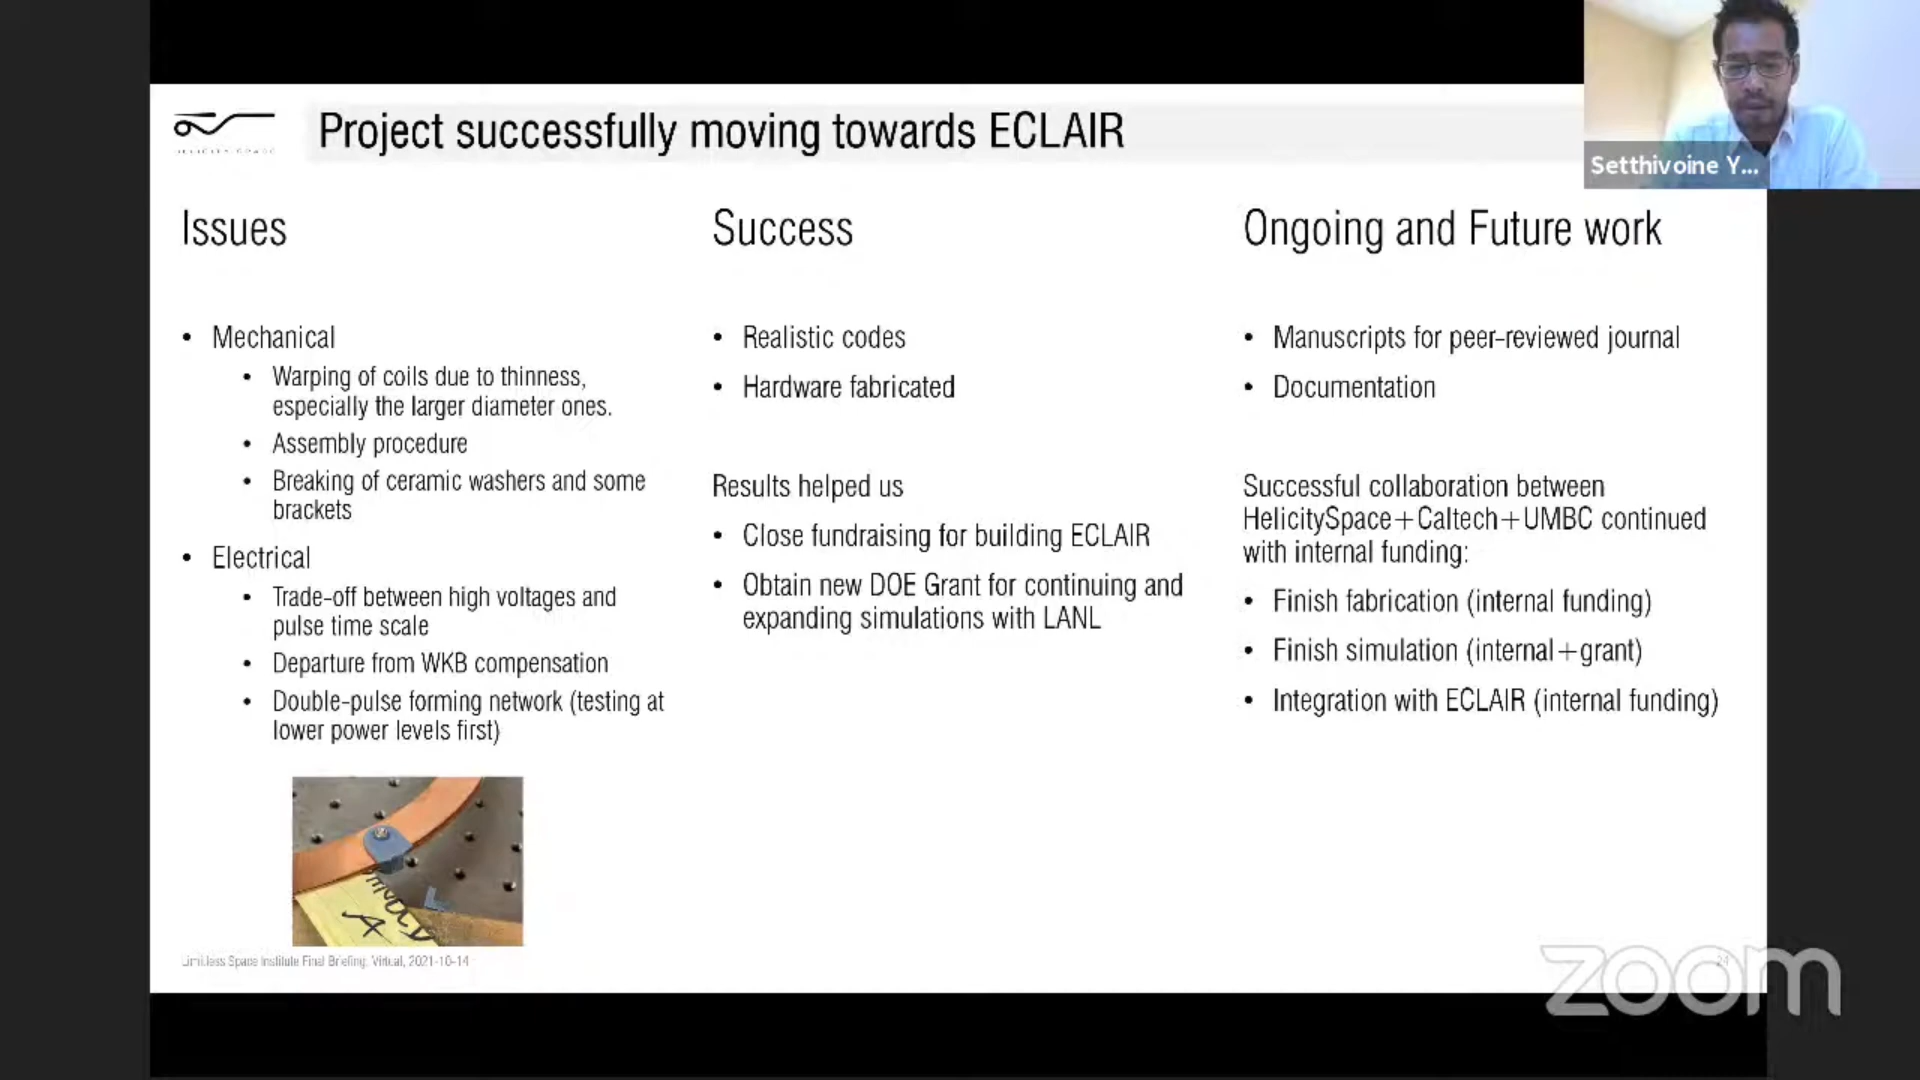 Project successfully moving towards ECLAIR
Setthivoine Y...
Issues
• Mechanical
• Warping of coils due to thinness,
especially the larger diameter ones.
• Assembly procedure
• Breaking of ceramic washers and some
brackets
• Electrical
• Trade-off between high voltages and
pulse time scale
• Departure from WKB compensation
• Double-pulse forming network (testing at
lower power levels first)
A
Success
• Realistic codes
• Hardware fabricated
Results helped us
• Close fundraising for building ECLAIR
• Obtain new DOE Grant for continuing and
expanding simulations with LANL
Ongoing and Future work
• Manuscripts for peer-reviewed journal
• Documentation
Successful collaboration between
HelicitySpace+Caltech+UMBC continued
with internal funding:
• Finish fabrication (internal funding)
• Finish simulation (internal+grant)
• Integration with ECLAIR (internal funding)
Limitless Space Institute Final Briefing, Virtual, 2021-10-14
24
zoom